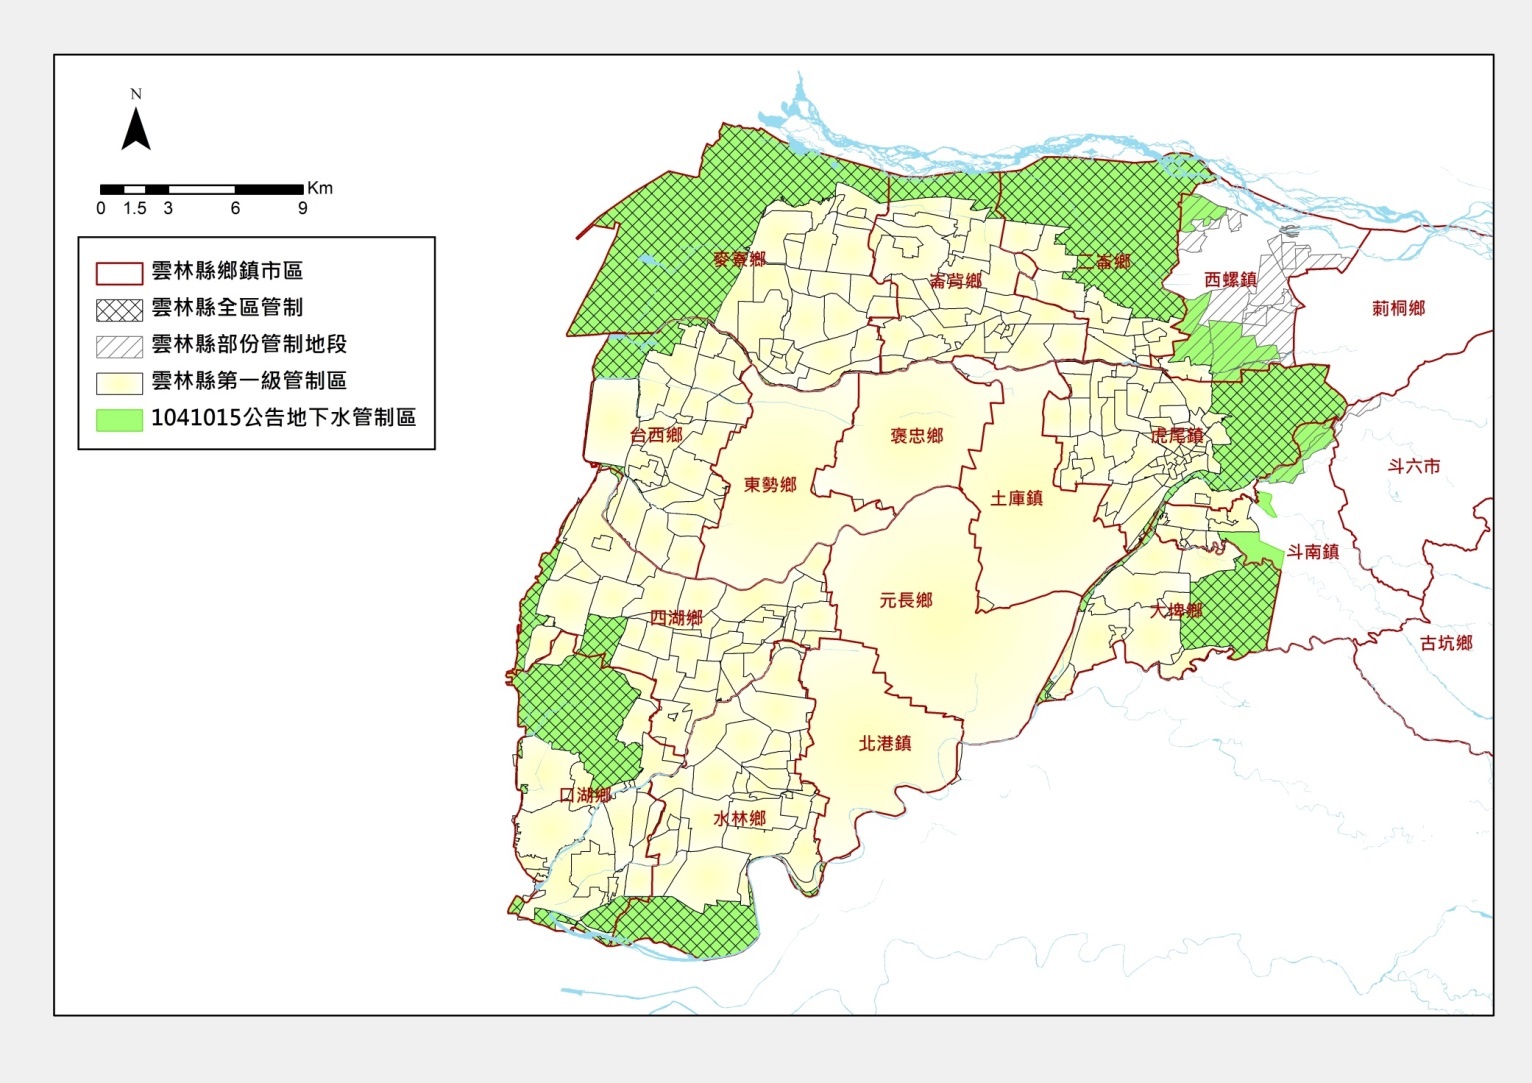 N
Km
0 1.5 3 6 9
雲林縣鄉鎮市區
雲林縣全區管制
雲林縣部份管制地段
雲林縣第一級管制區
1041015公告地下水管制區
麥寮鄉
崙背鄉
二崙鄉
西螺鎮
莿桐鄉
台西鄉
東勢鄉
褒忠鄉
土庫鎮
虎尾鎮
斗六市
斗南鎮
四湖鄉
元長鄉
大埤鄉
古坑鄉
北港鎮
口湖鄉
水林鄉